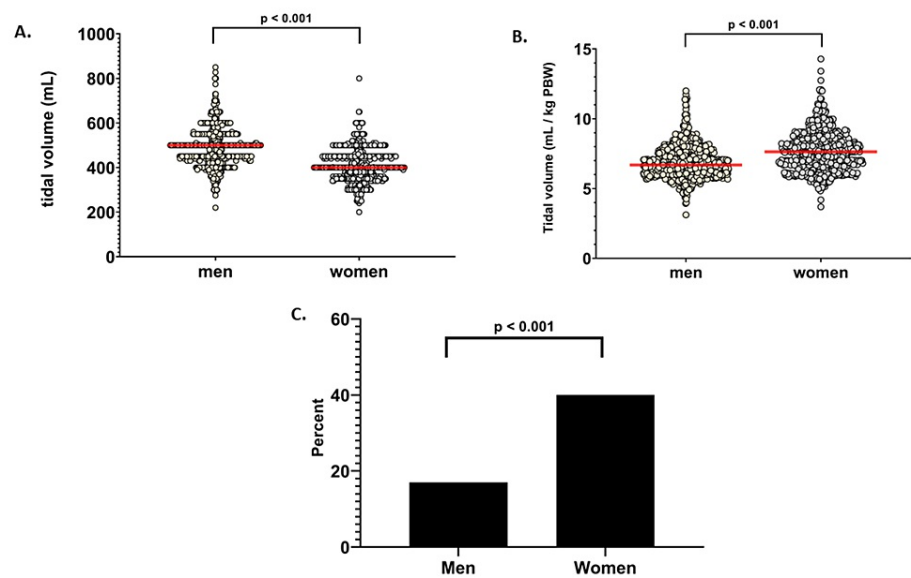 A.
p < 0.001
tidal volume (mL)
1000
800
600
400
200
0
men
women
B.
p < 0.001
Tidal volume (mL / kg PBW)
15
10
5
0
men
women
C.
p < 0.001
Percent
60
40
20
0
Men
Women